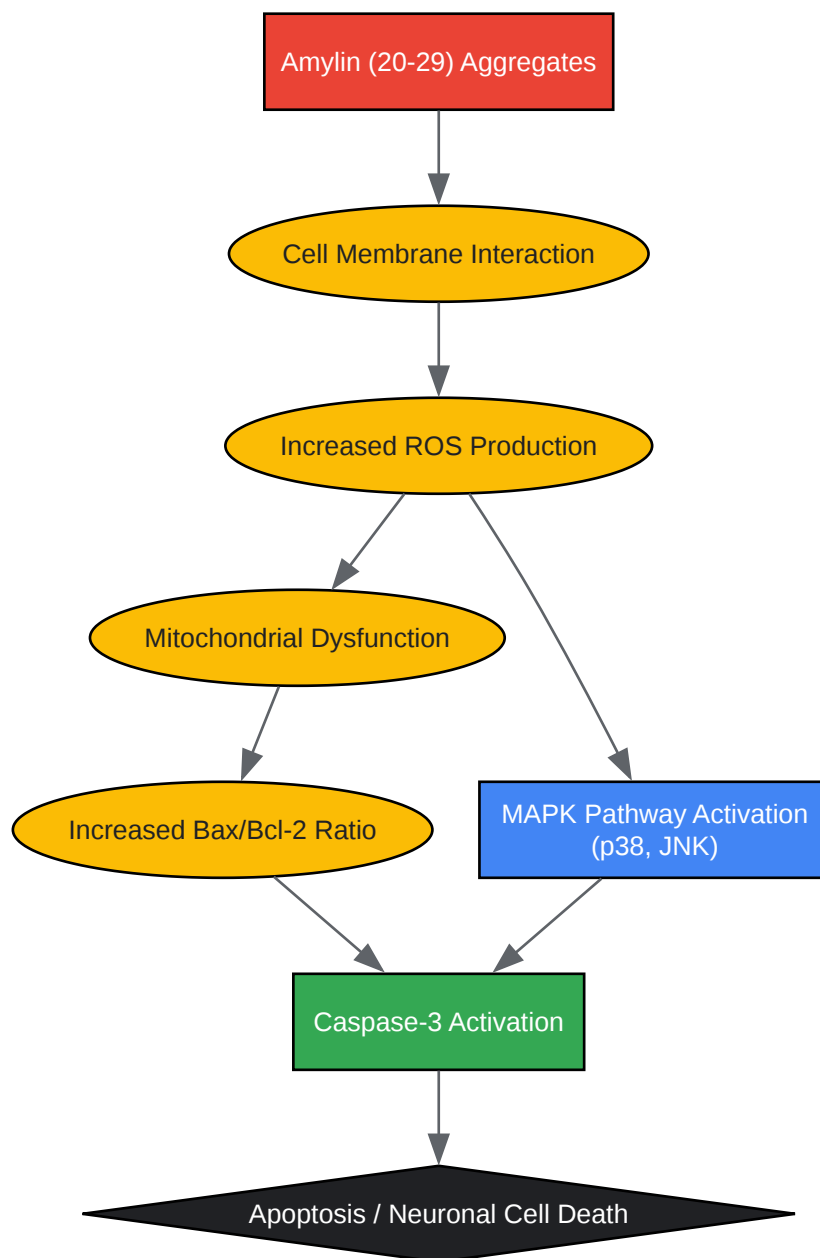 Amylin (20-29) Aggregates
Cell Membrane Interaction
Increased ROS Production
Mitochondrial Dysfunction
Increased Bax/Bcl-2 Ratio
MAPK Pathway Activation
(p38, JNK)
Caspase-3 Activation
Apoptosis / Neuronal Cell Death